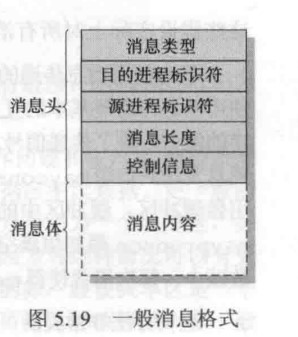 消息类型
目的进程标识符
消息头
源进程标识符
消息长度
控制信息
消息体
消息内容
图 5.19 一般消息格式